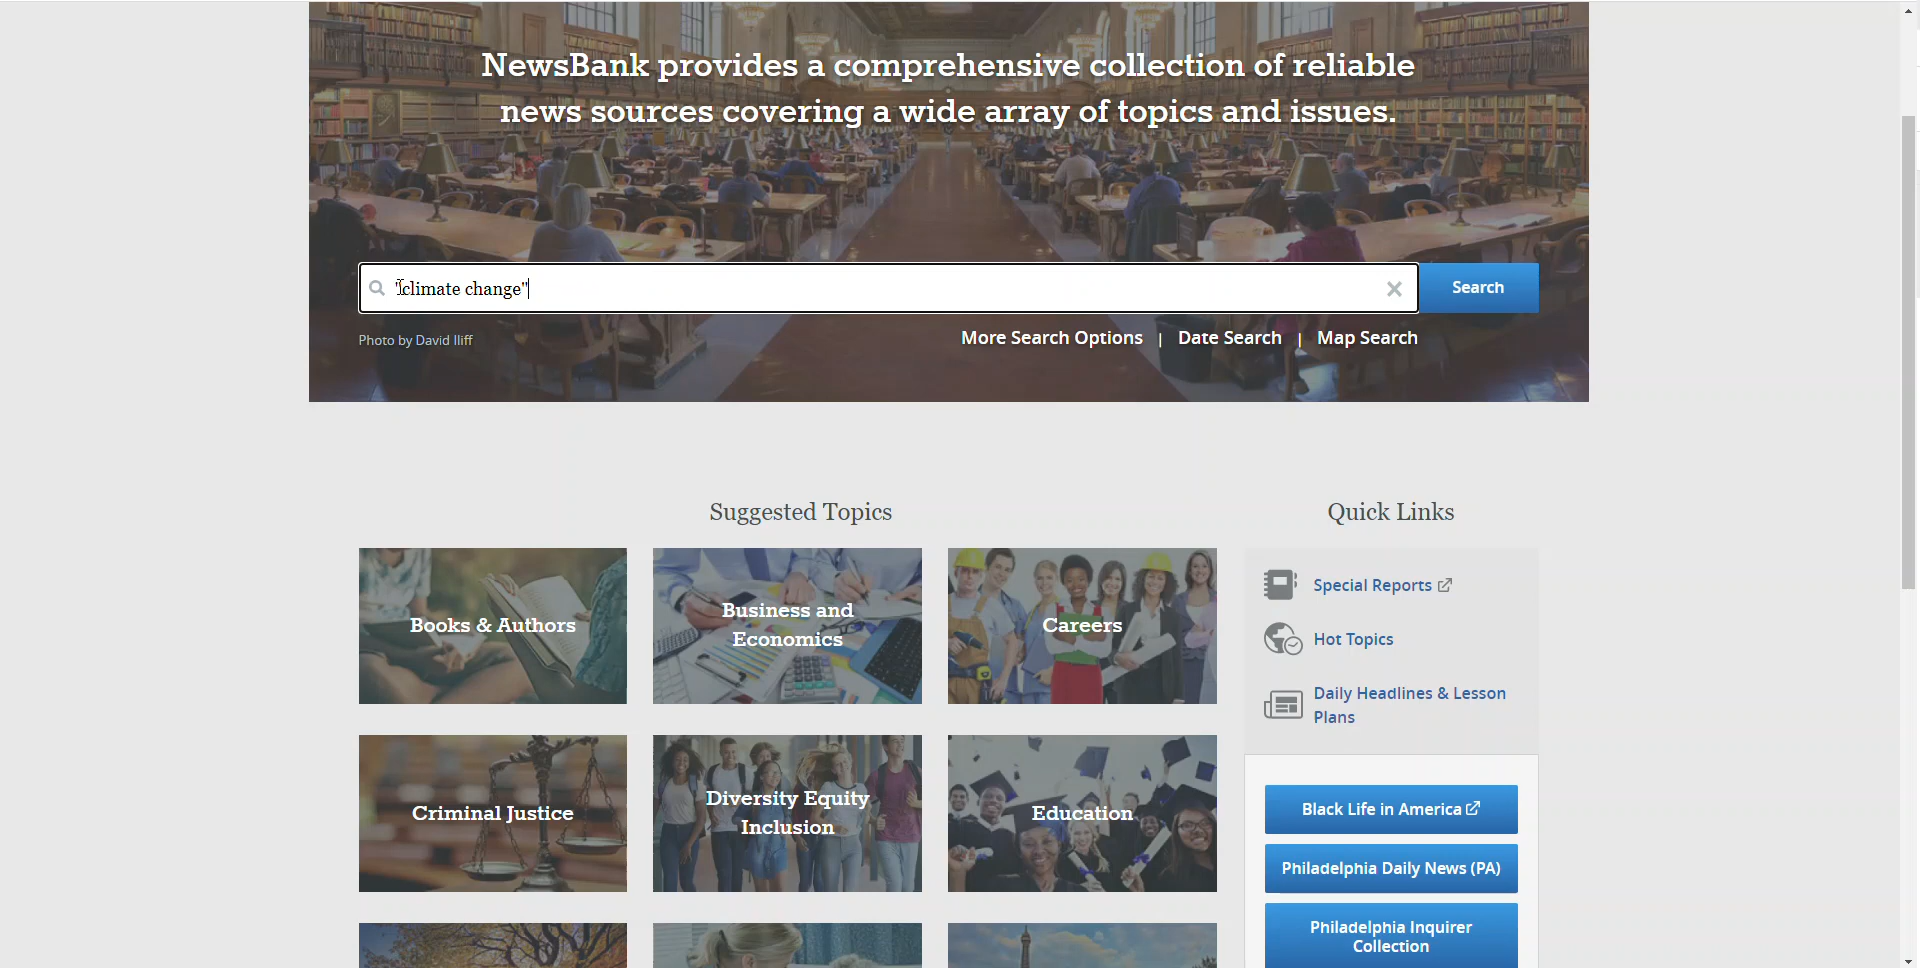 NewsBank provides a comprehensive collection of reliable
news sources covering a wide array of topics and issues.
"climate change"
Search
Photo by David Iliff
More Search Options | Date Search | Map Search
Suggested Topics
Quick Links
Books & Authors
Business and
Economics
Careers
Special Reports
Hot Topics
Daily Headlines & Lesson
Plans
Criminal Justice
Diversity Equity
Inclusion
Education
Black Life in America
Philadelphia Daily News (PA)
Philadelphia Inquirer
Collection